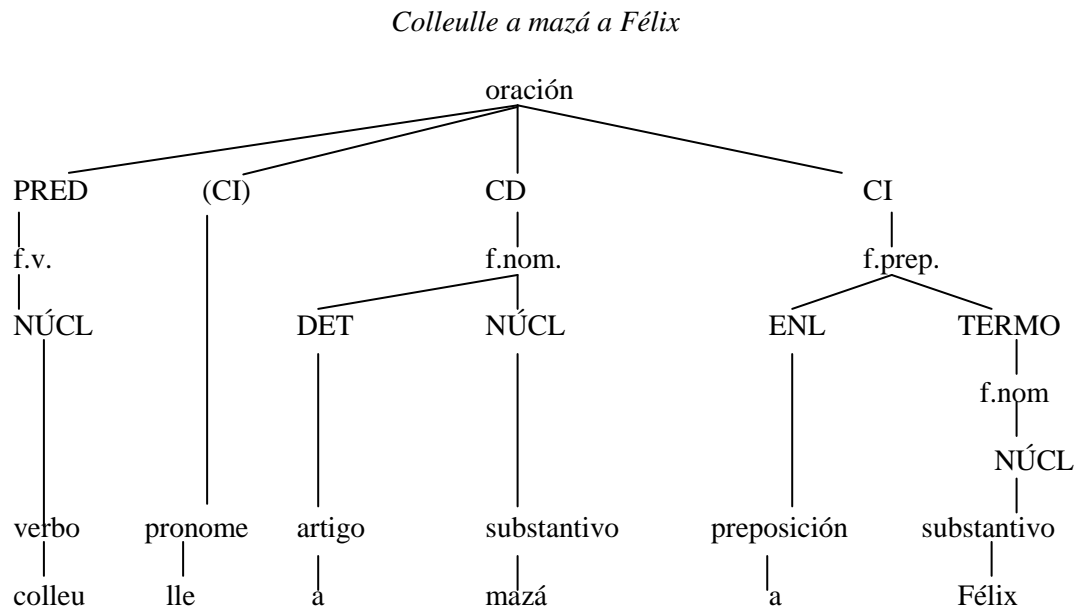 Colleulle a mazá a Félix
oración
PRED (CI) CD CI
f.v. f.nom. f.prep.
NÚCL DET NÚCL ENL TERMO
f.nom
NÚCL
verbo pronome artigo substantivo preposición substantivo
colleu lle a mazá a Félix